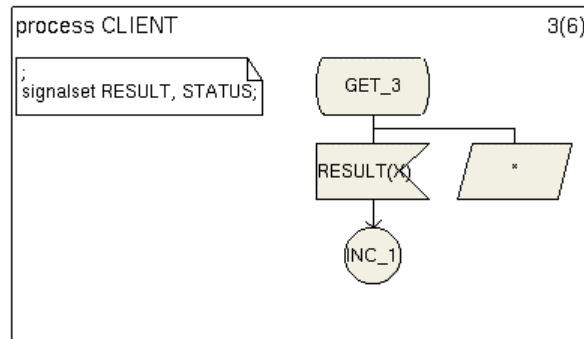 process CLIENT
3(6)
;
signalset RESULT, STATUS;
GET_3
RESULT(X)
*
INC_1